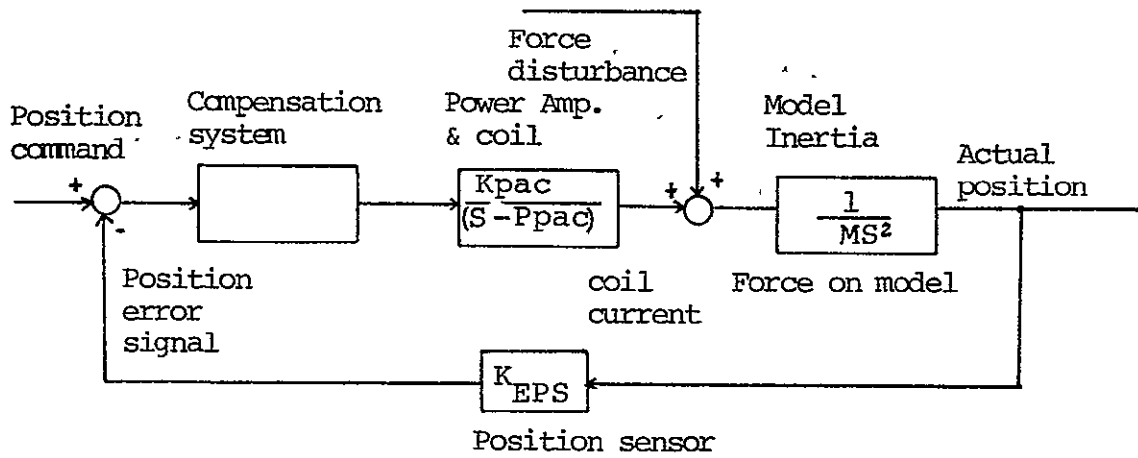 Force
disturbance
Position
command
Compensation
system
Power Amp.
& coil
Model
Inertia
Actual
position
+
-
Kpac
(S-Ppac)
+
+
1
MS²
Position
error
signal
coil
current
Force on model
K
EPS
Position sensor